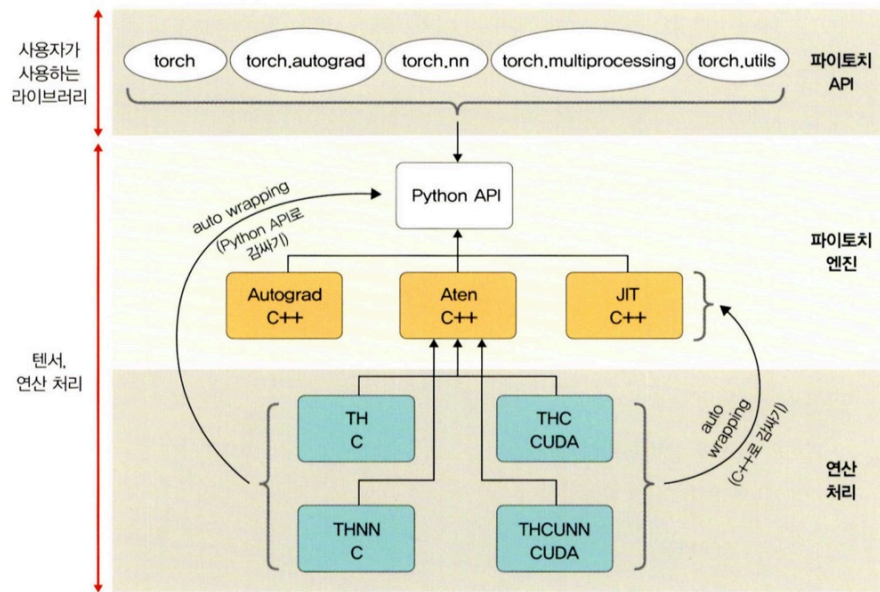 사용자가
사용하는
라이브러리
torch
torch.autograd
torch.nn
torch.multiprocessing
torch.utils
파이토치
API
Python API
auto wrapping
(Python API로
감싸기)
파이토치
엔진
Autograd
C++
Aten
C++
JIT
C++
텐서,
연산 처리
TH
C
THC
CUDA
auto
wrapping
(C++로 감싸기)
연산
처리
THNN
C
THCUNN
CUDA